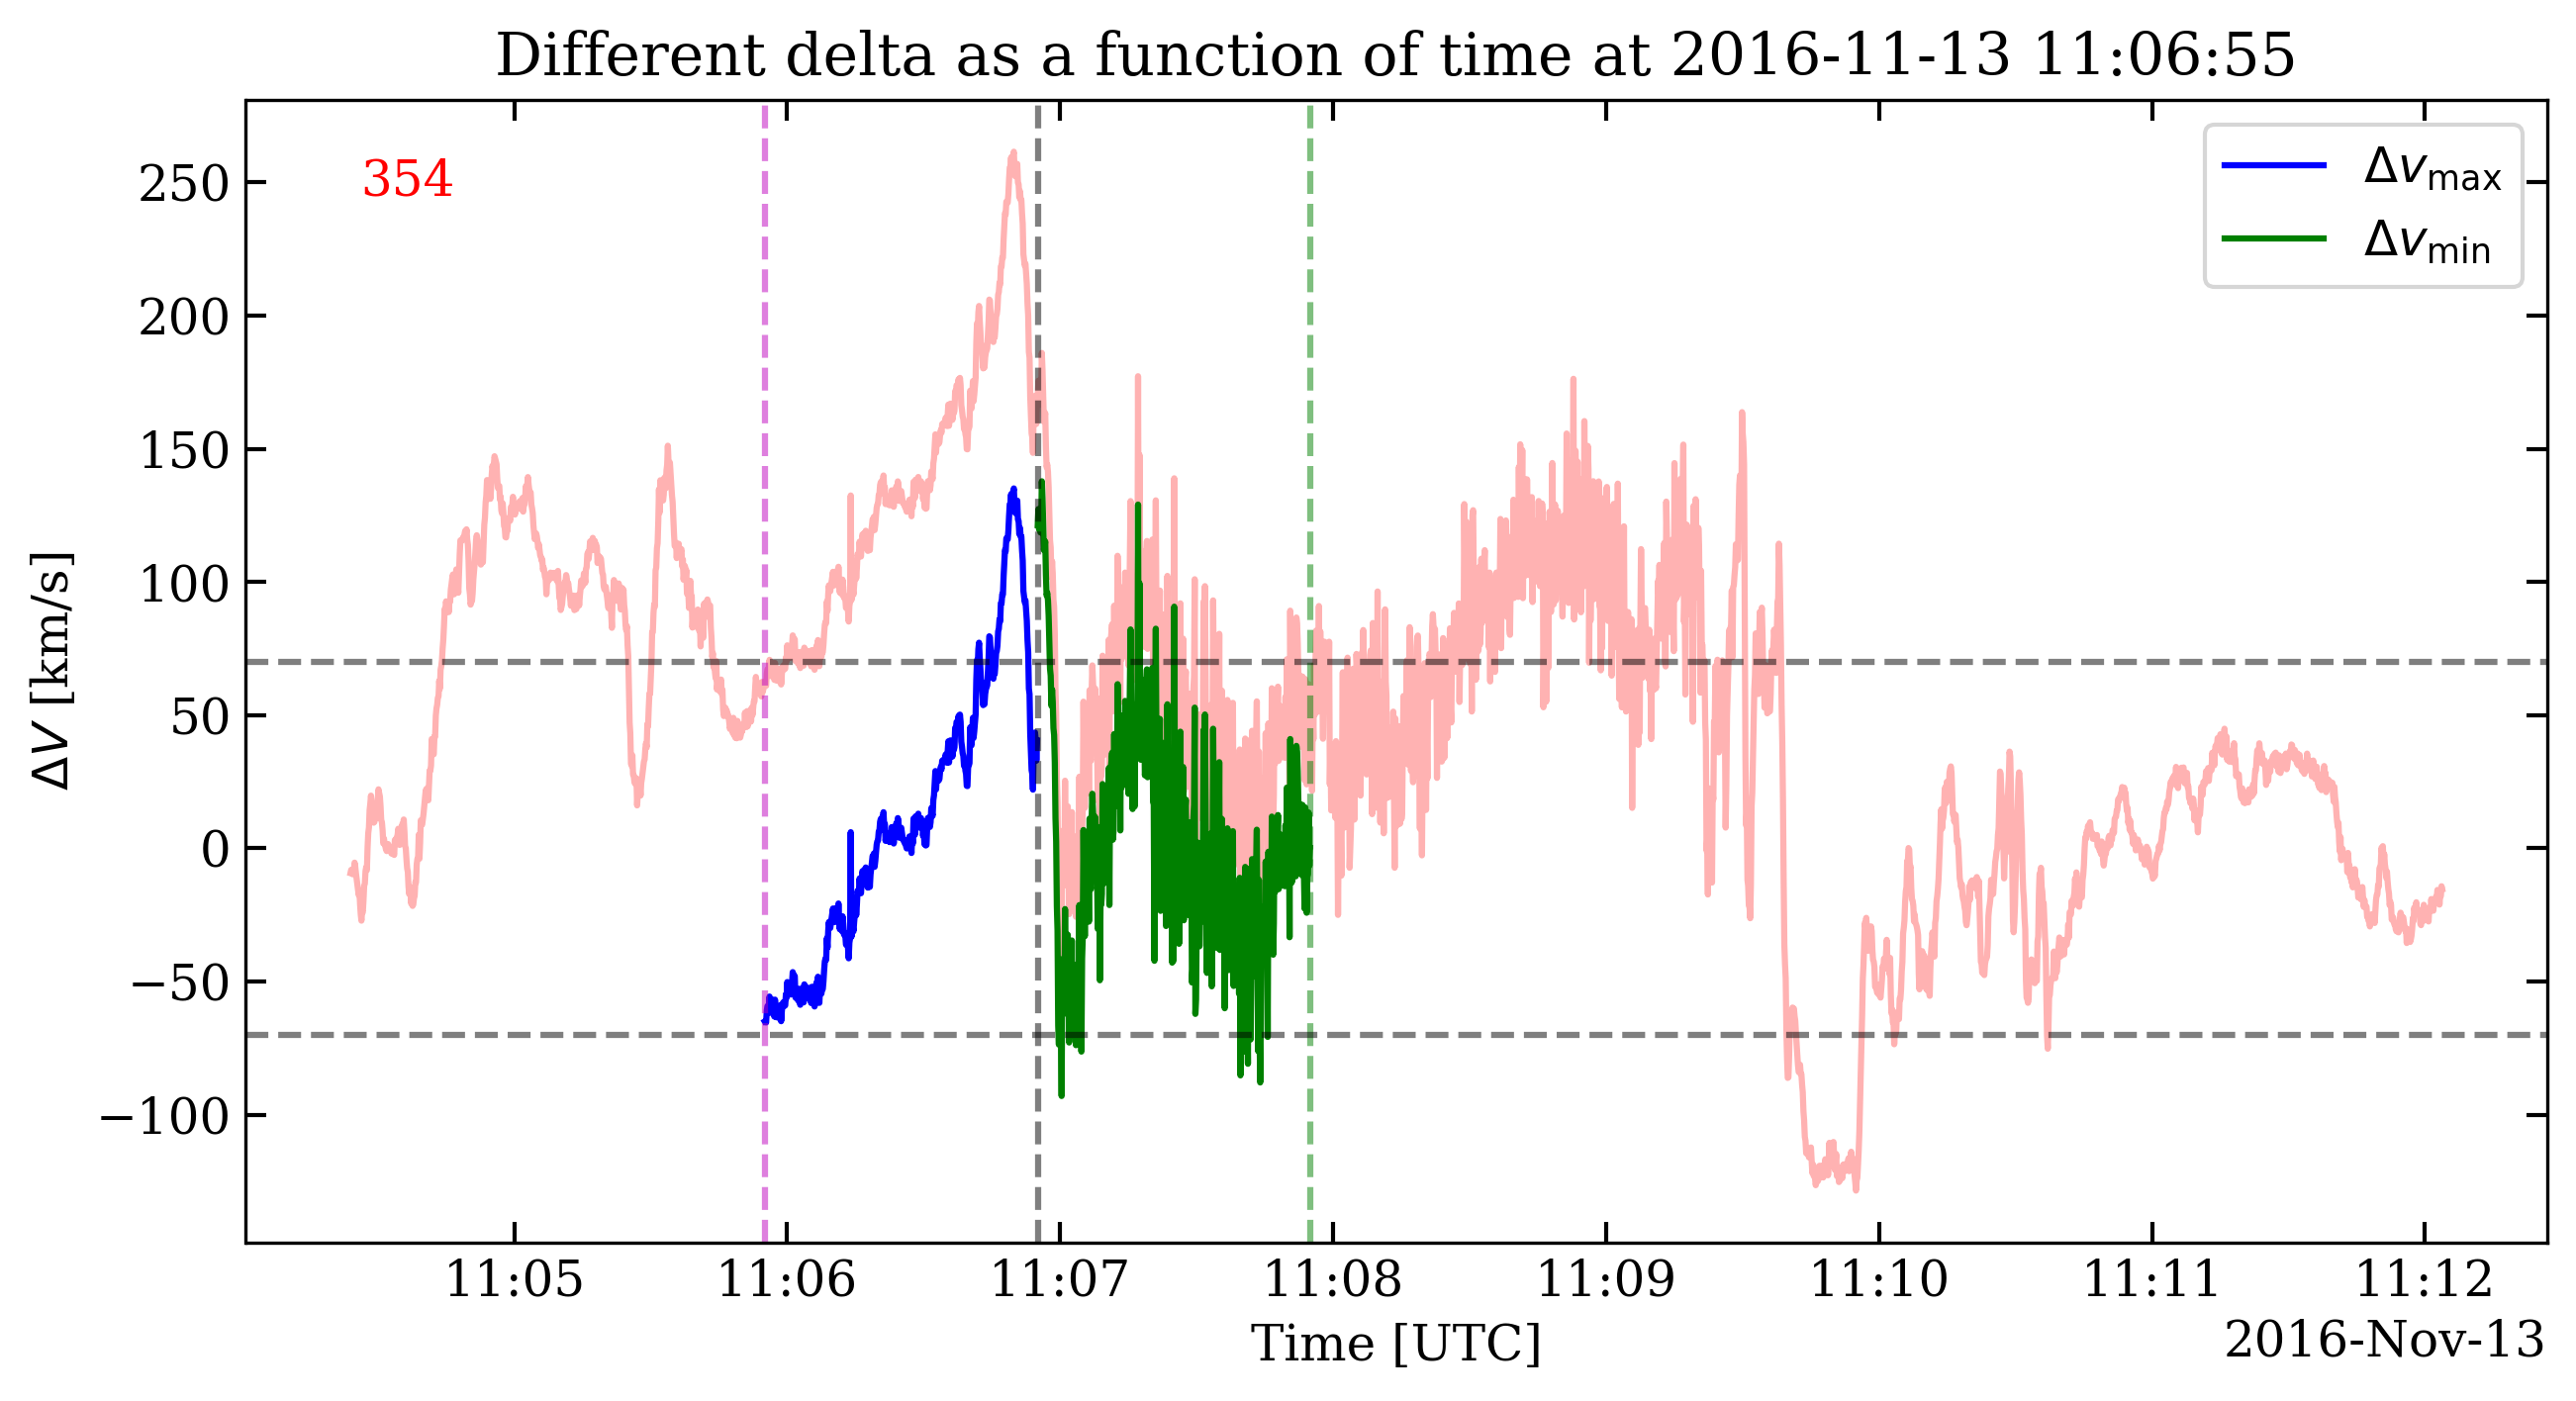 Different delta as a function of time at 2016-11-13 11:06:55
354
Δv_max
Δv_min
ΔV [km/s]
250
200
150
100
50
0
−50
−100
11:05 11:06 11:07 11:08 11:09 11:10 11:11 11:12
Time [UTC]
2016-Nov-13